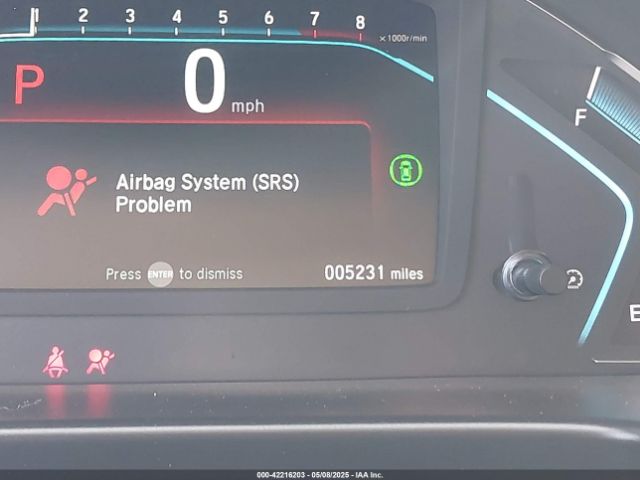 1 2 3 4 5 6 7 8
x1000r/min
P 0 mph
F
Airbag System (SRS)
Problem
Press ENTER to dismiss
005231 miles
E
000-42216203 - 05/08/2025 - IAA Inc.